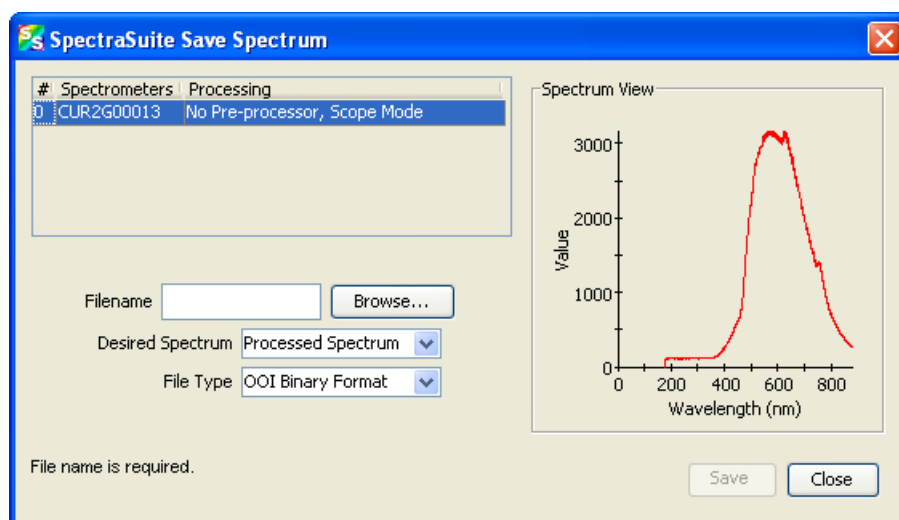 SpectraSuite Save Spectrum
# Spectrometers Processing
0 CUR2G00013 No Pre-processor, Scope Mode
Filename Browse...
Desired Spectrum Processed Spectrum
File Type OOI Binary Format
File name is required.
Spectrum View
3000
2000
1000
0
Value
0 200 400 600 800
Wavelength (nm)
Save Close